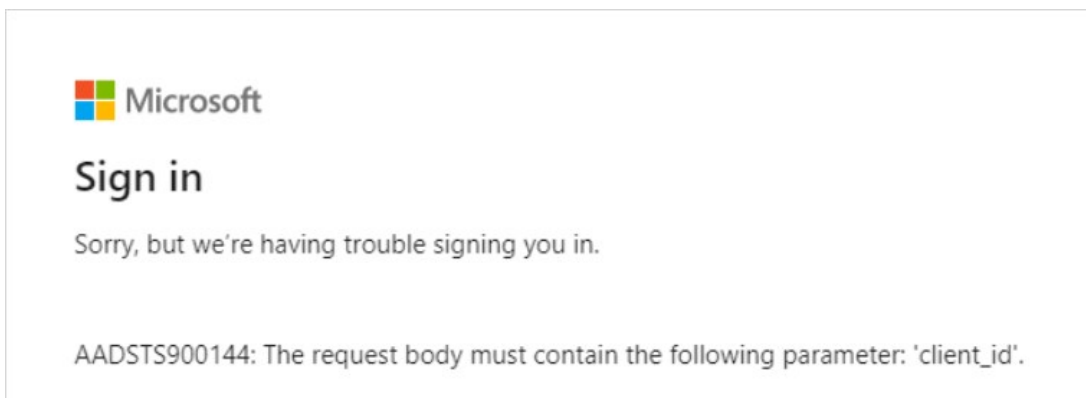 Microsoft
Sign in
Sorry, but we're having trouble signing you in.
AADSTS900144: The request body must contain the following parameter: 'client_id'.